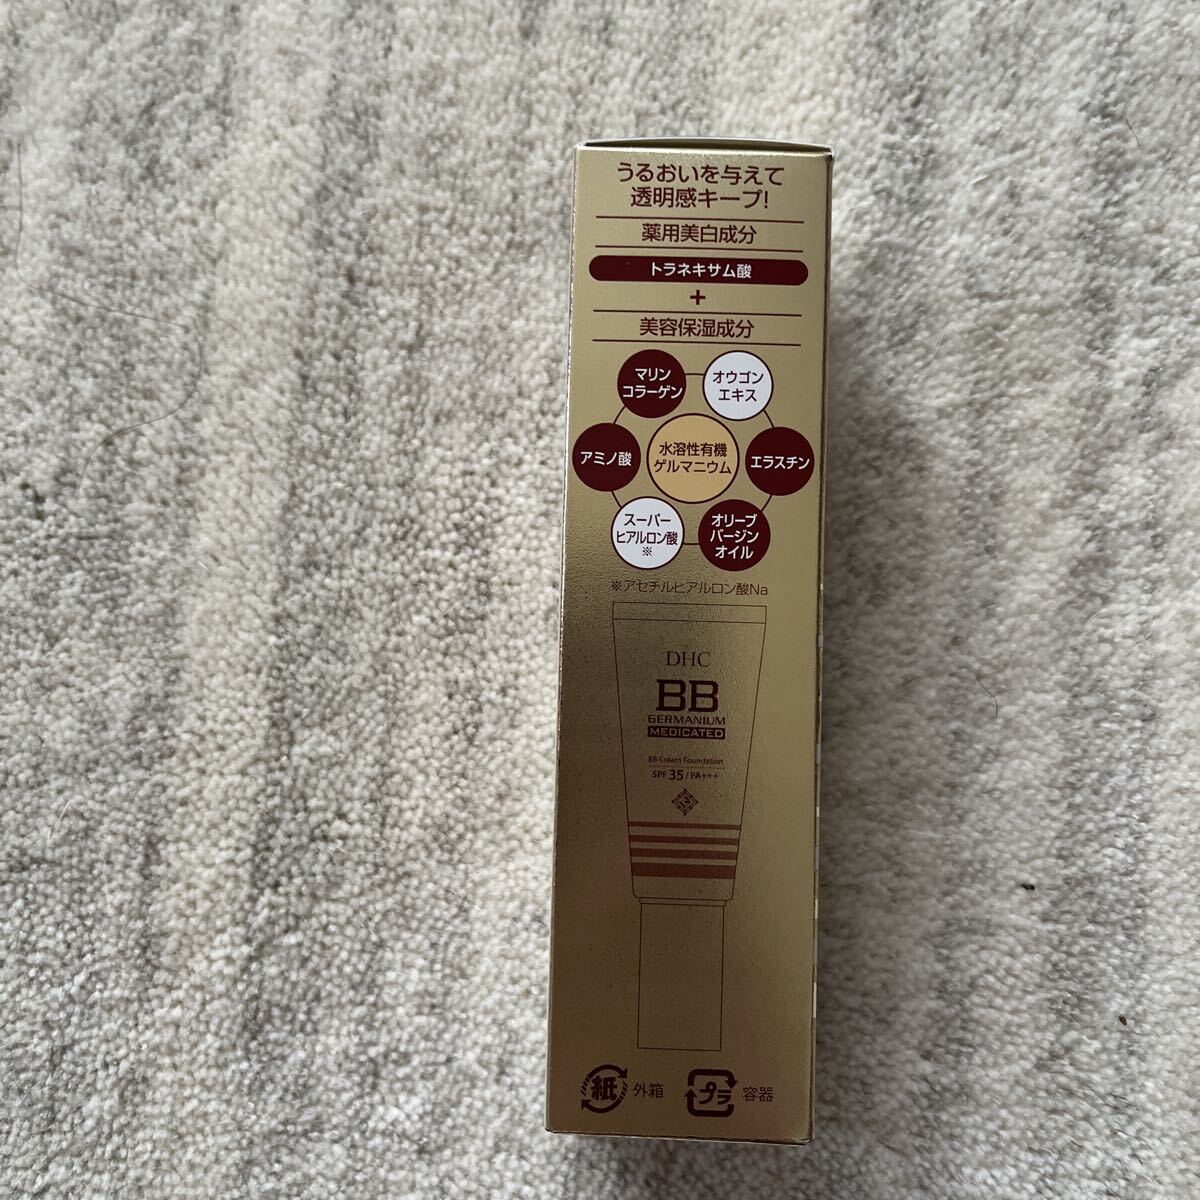 うるおいを与えて
透明感キープ!
薬用美白成分
トラネキサム酸
+
美容保湿成分
マリン
コラーゲン
オウゴン
エキス
アミノ酸
水溶性有機
ゲルマニウム
エラスチン
スーパー
ヒアルロン酸
※
オリーブ
バージン
オイル
※アセチルヒアルロン酸Na
DHC
BB
GERMANIUM
MEDICATED
BB Cream Foundation
SPF 35 / PA+++
紙 外箱
プラ 容器